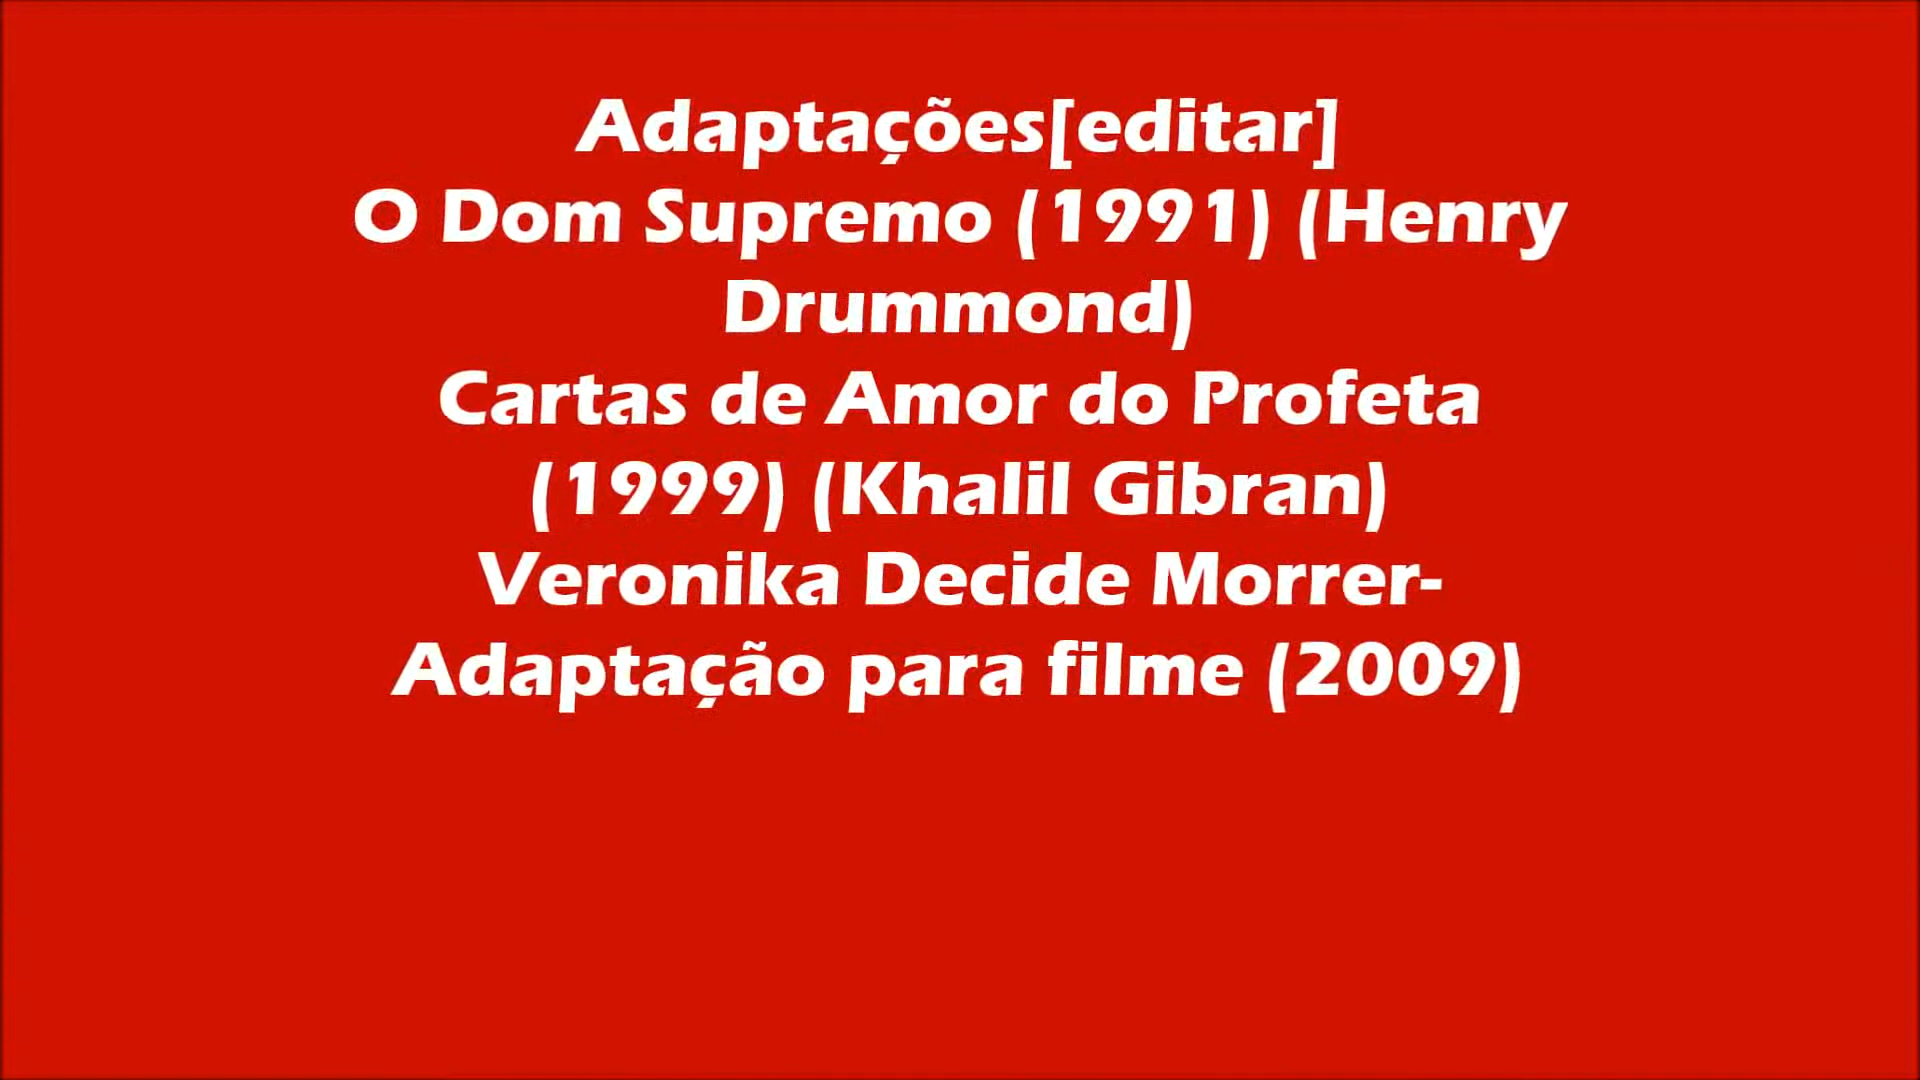 Adaptações[editar]
O Dom Supremo (1991) (Henry
Drummond)
Cartas de Amor do Profeta
(1999) (Khalil Gibran)
Veronika Decide Morrer-
Adaptação para filme (2009)